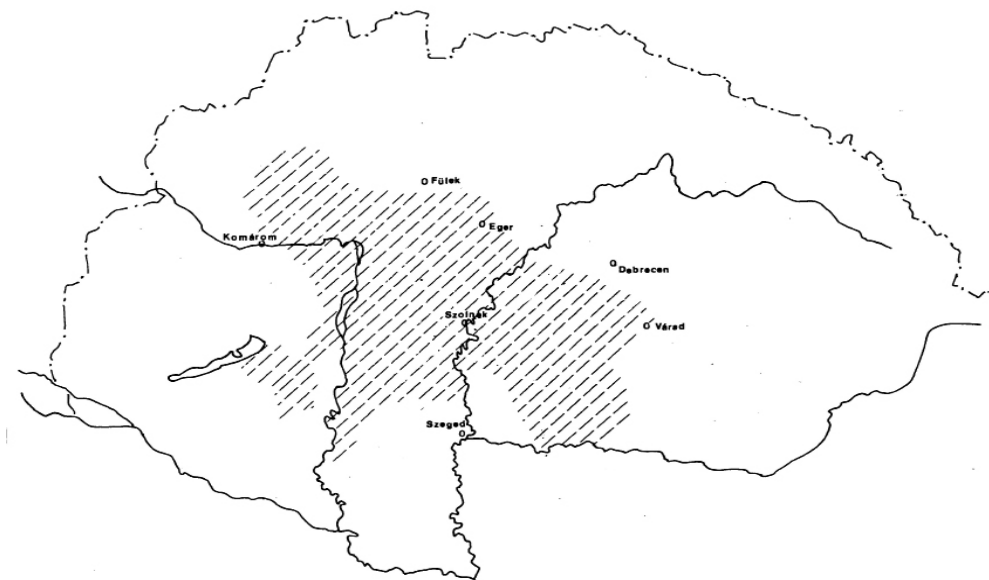 Fülek
Eger
Komárom
Debrecen
Szolnok
Várad
Szeged